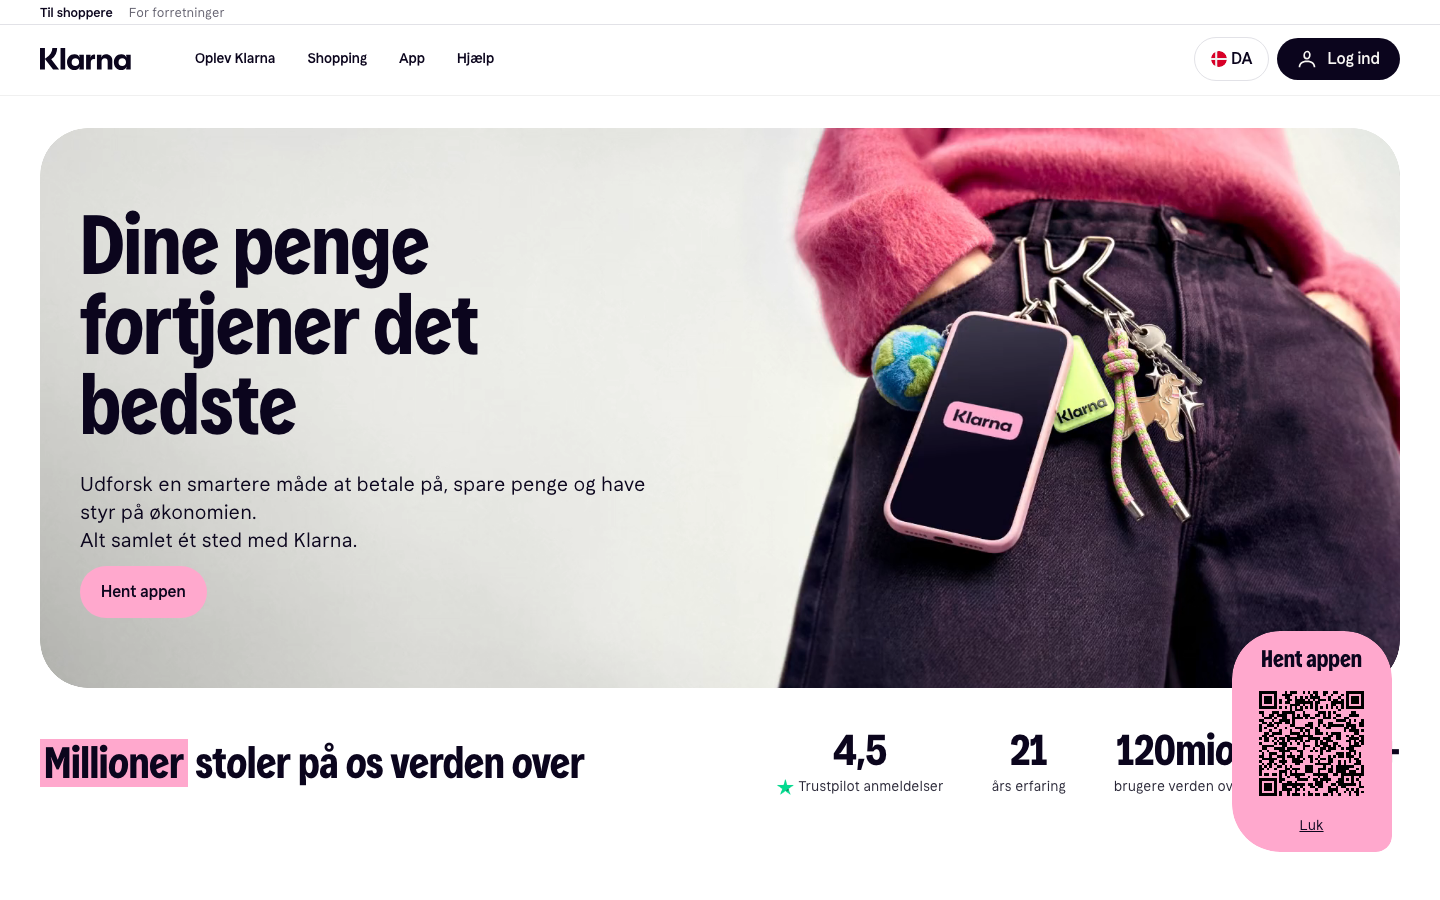 Til shoppere
For forretninger
Klarna
Oplev Klarna
Shopping
App
Hjælp
DA
Log ind
Dine penge
fortjener det
bedste
Udforsk en smartere måde at betale på, spare penge og have
styr på økonomien.
Alt samlet ét sted med Klarna.
Hent appen
Klarna
Klarna
Millioner stoler på os verden over
4,5
Trustpilot anmeldelser
21
års erfaring
120mio
brugere verden
Hent appen
Luk